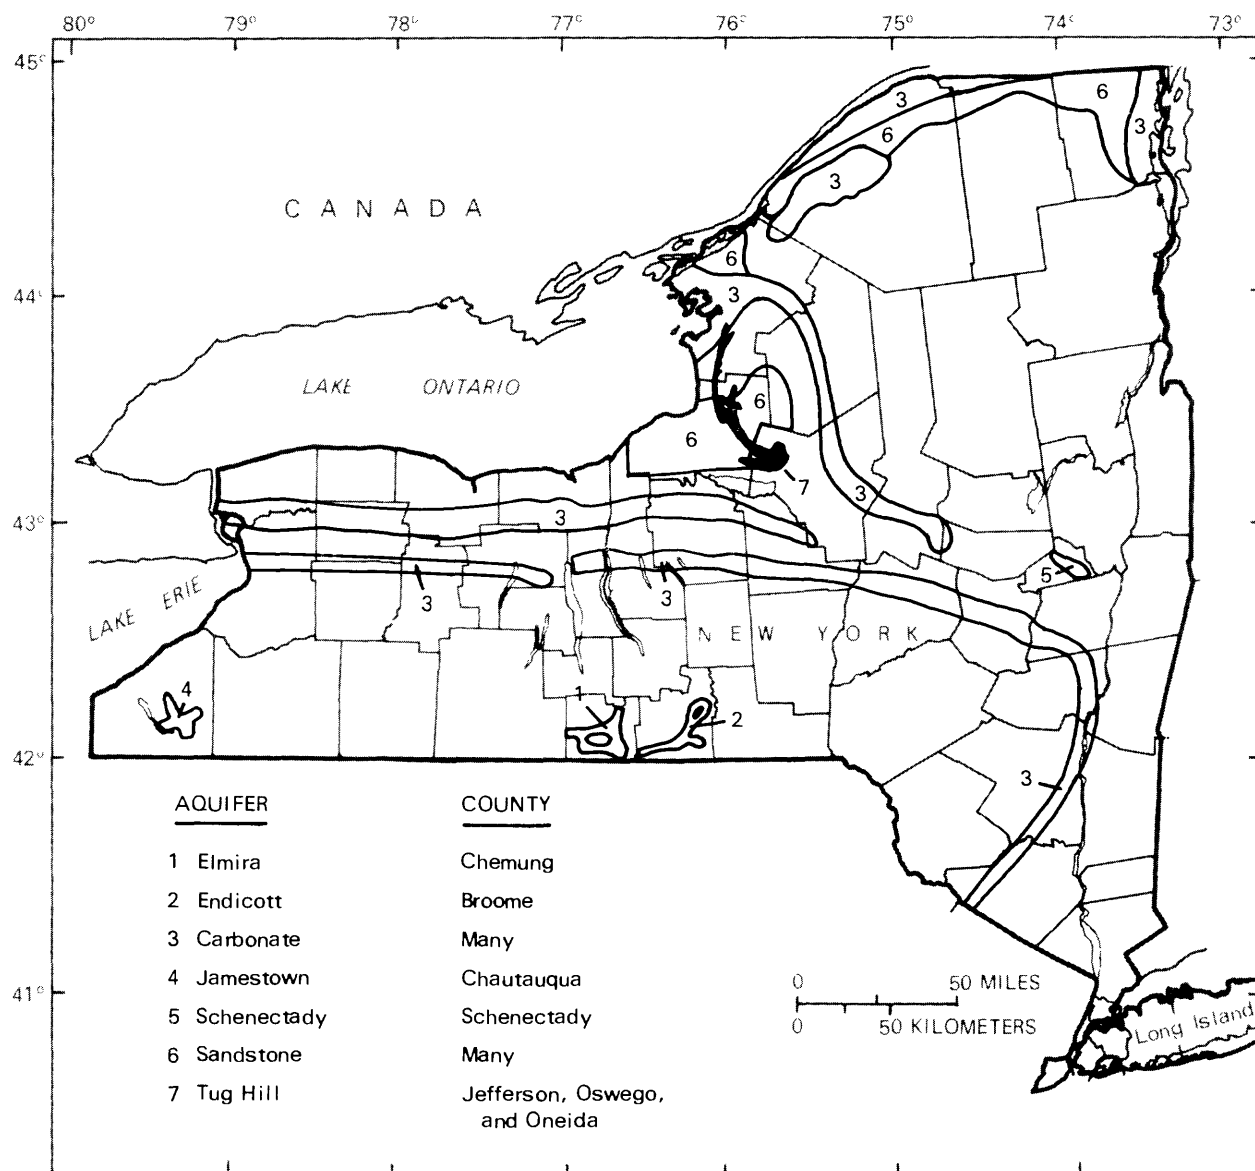 80° 79° 78° 77° 76° 75° 74° 73°
45°
6
3
3
6
3
CANADA
3
6
44°
3
LAKE ONTARIO
6
6
7
3
43°
3
5
LAKE ERIE
3
3
NEW YORK
4
1
2
42°
3
AQUIFER COUNTY
1 Elmira Chemung
2 Endicott Broome
3 Carbonate Many
4 Jamestown Chautauqua
5 Schenectady Schenectady
6 Sandstone Many
7 Tug Hill Jefferson, Oswego,
and Oneida
41°
0 50 MILES
0 50 KILOMETERS
Long Island